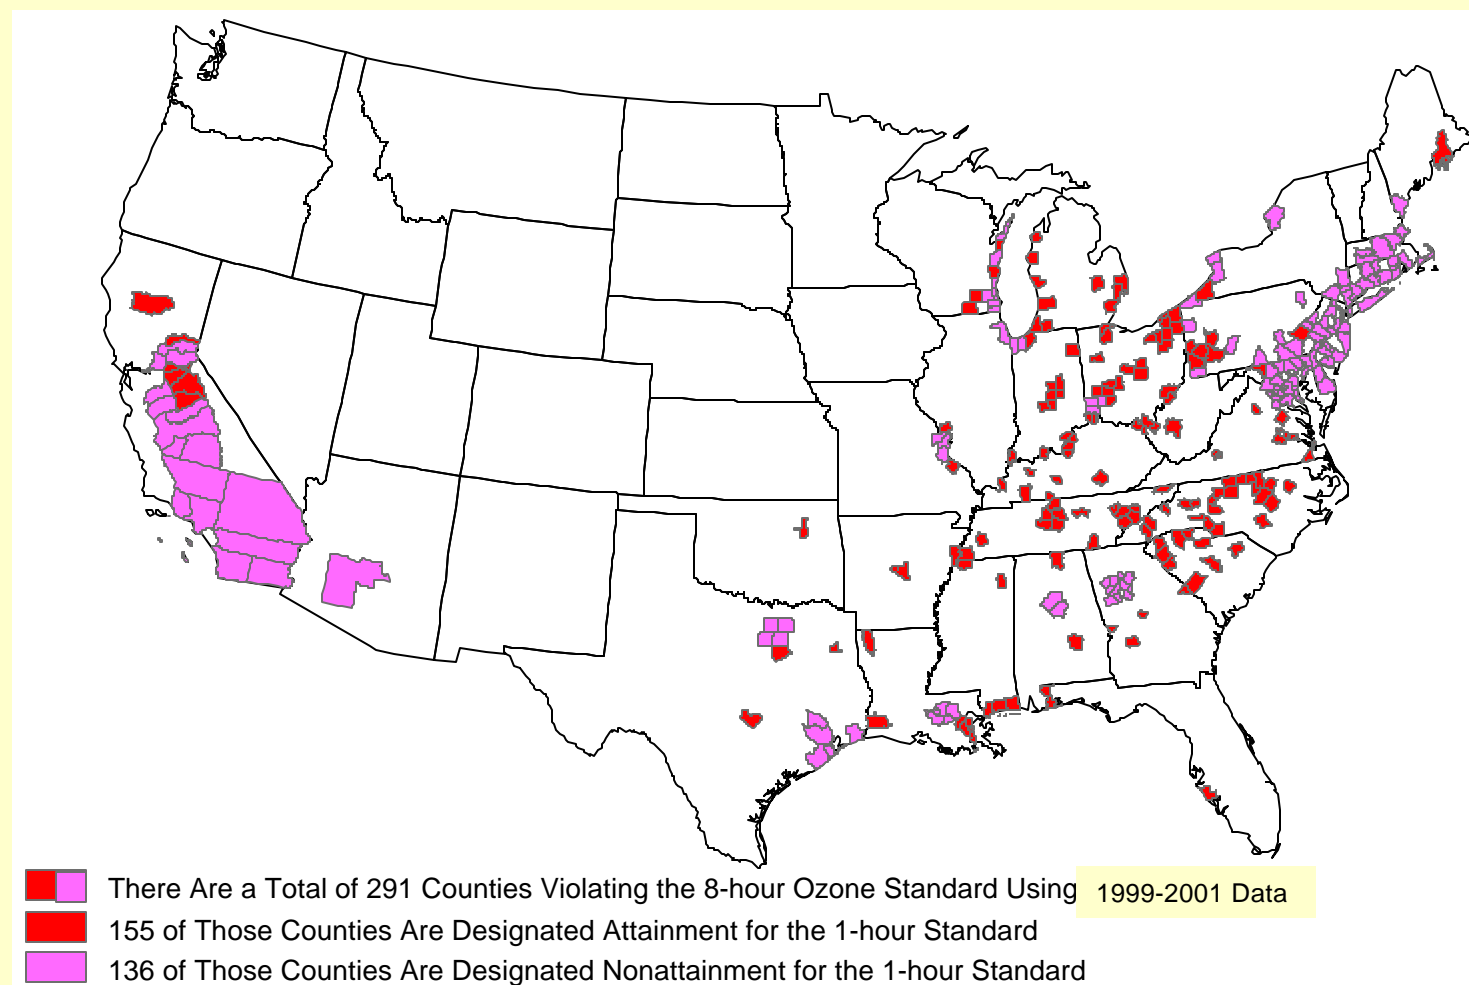 There Are a Total of 291 Counties Violating the 8-hour Ozone Standard Using 1999-2001 Data
155 of Those Counties Are Designated Attainment for the 1-hour Standard
136 of Those Counties Are Designated Nonattainment for the 1-hour Standard